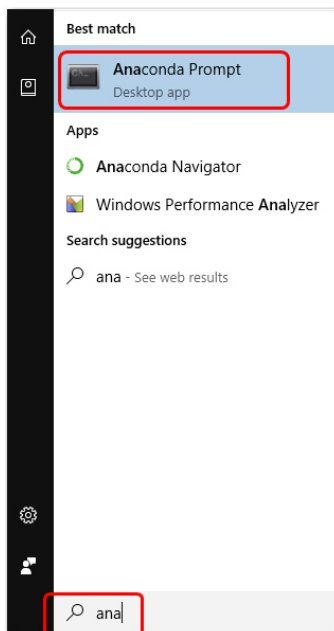 Best match
Anaconda Prompt
Desktop app
Apps
Anaconda Navigator
Windows Performance Analyzer
Search suggestions
ana - See web results
ana